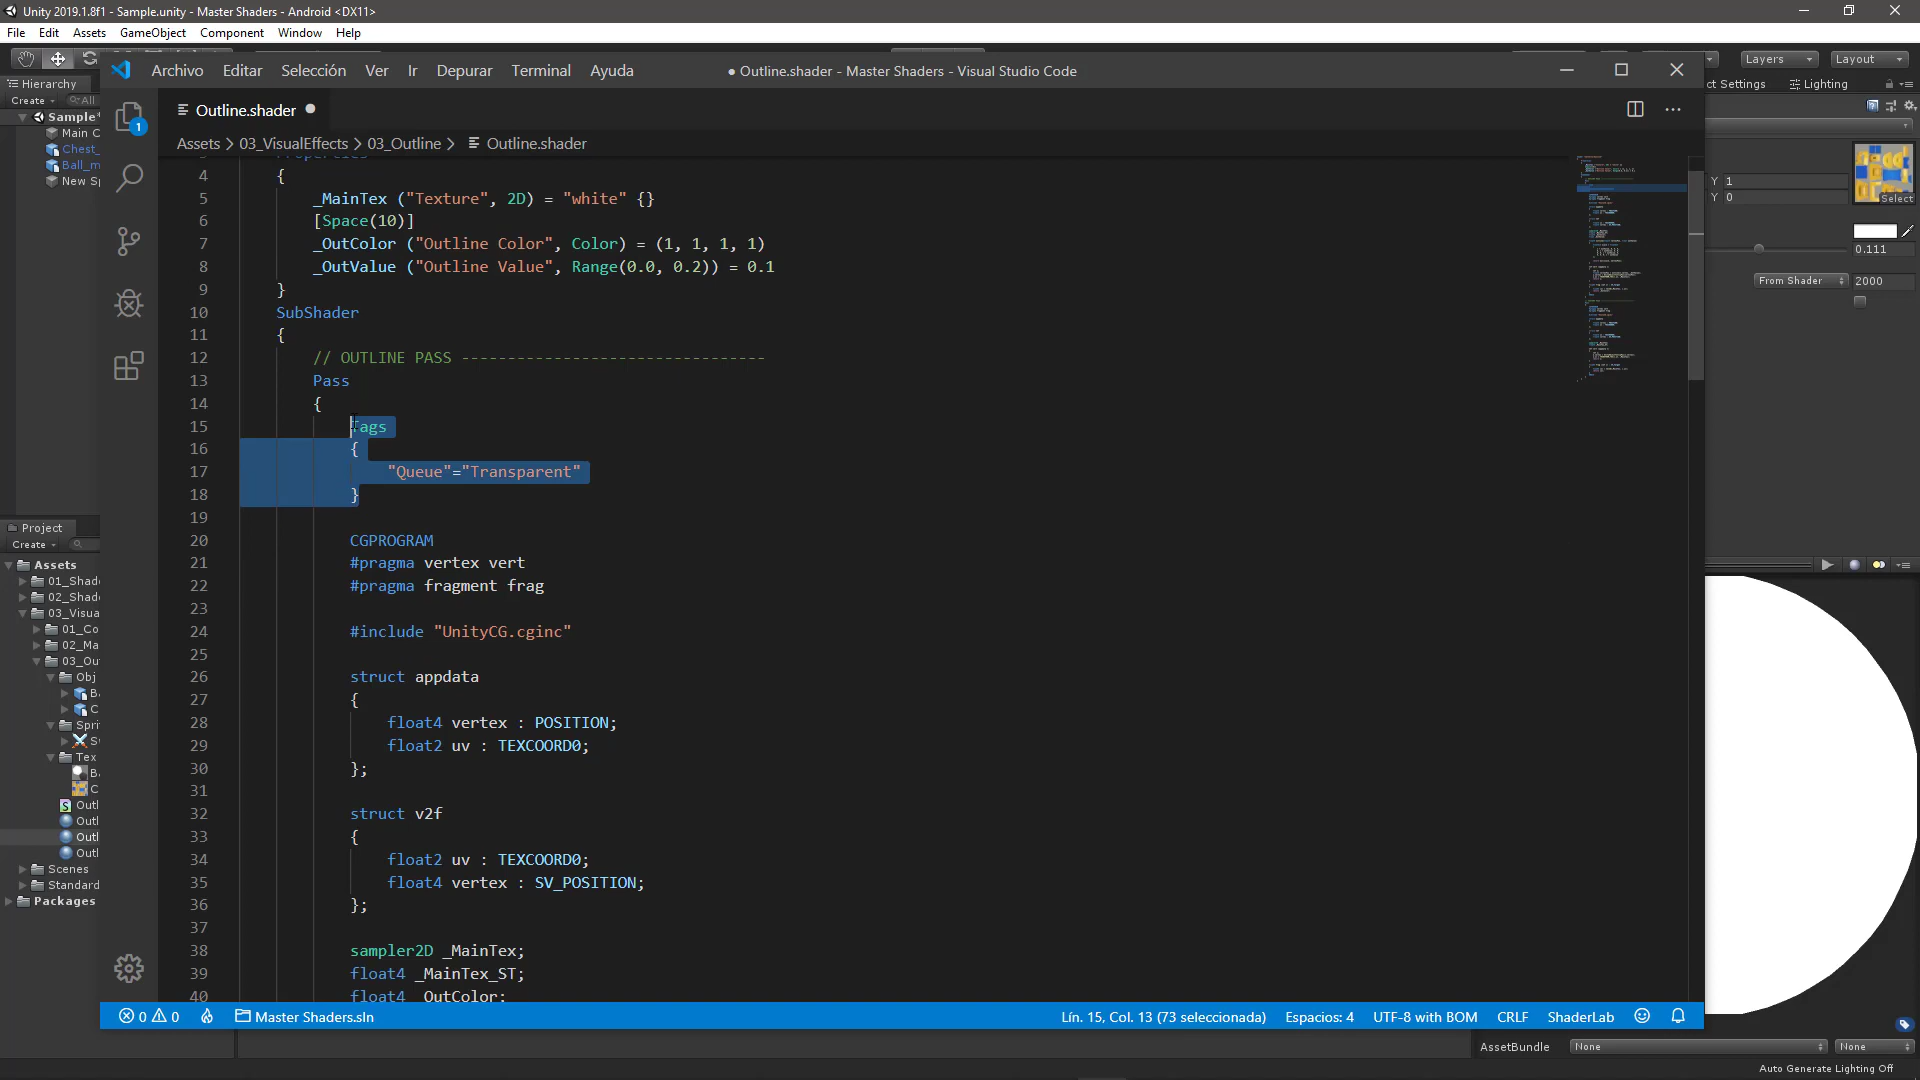 Unity 2019.1.8f1 - Sample.unity - Master Shaders - Android <DX11>
File Edit Assets GameObject Component Window Help
Layers Layout
Archivo Editar Selección Ver Ir Depurar Terminal Ayuda
● Outline.shader - Master Shaders - Visual Studio Code
Hierarchy
Create All
Sample*
Main C
Chest_
Ball_m
New Sp
Outline.shader
Assets > 03_VisualEffects > 03_Outline > Outline.shader
Properties
4 {
5 _MainTex ("Texture", 2D) = "white" {}
6 [Space(10)]
7 _OutColor ("Outline Color", Color) = (1, 1, 1, 1)
8 _OutValue ("Outline Value", Range(0.0, 0.2)) = 0.1
9 }
10 SubShader
11 {
12 // OUTLINE PASS ---------------------------------
13 Pass
14 {
15 Tags
16 {
17 "Queue"="Transparent"
18 }
19
20 CGPROGRAM
21 #pragma vertex vert
22 #pragma fragment frag
23
24 #include "UnityCG.cginc"
25
26 struct appdata
27 {
28 float4 vertex : POSITION;
29 float2 uv : TEXCOORD0;
30 };
31
32 struct v2f
33 {
34 float2 uv : TEXCOORD0;
35 float4 vertex : SV_POSITION;
36 };
37
38 sampler2D _MainTex;
39 float4 _MainTex_ST;
40 float4 _OutColor;
Project
Create
Assets
01_Shad
02_Shad
03_Visua
01_Co
02_Ma
03_Ou
Obj
B
C
Spri
S
Tex
B
C
Outl
Outl
Outl
Outl
Scenes
Standard
Packages
ct Settings Lighting
Y 1
Y 0
Select
0.111
From Shader 2000
0 0 Master Shaders.sln
Lín. 15, Col. 13 (73 seleccionada) Espacios: 4 UTF-8 with BOM CRLF ShaderLab
AssetBundle None None
Auto Generate Lighting Off